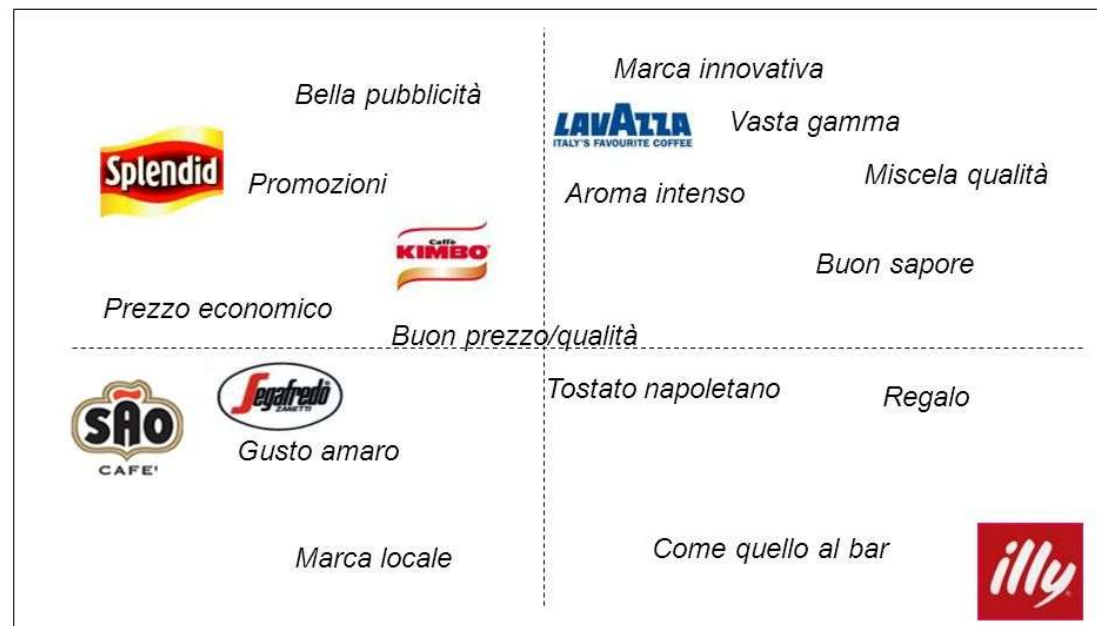 Marca innovativa
Bella pubblicità
LAVAZZA
ITALY'S FAVOURITE COFFEE
Vasta gamma
Splendid
Promozioni
Aroma intenso
Miscela qualità
Caffè
KIMBO
Buon sapore
Prezzo economico
Buon prezzo/qualità
SÃO
CAFE'
Segafredo
ZANETTI
Tostato napoletano
Regalo
Gusto amaro
Marca locale
Come quello al bar
illy